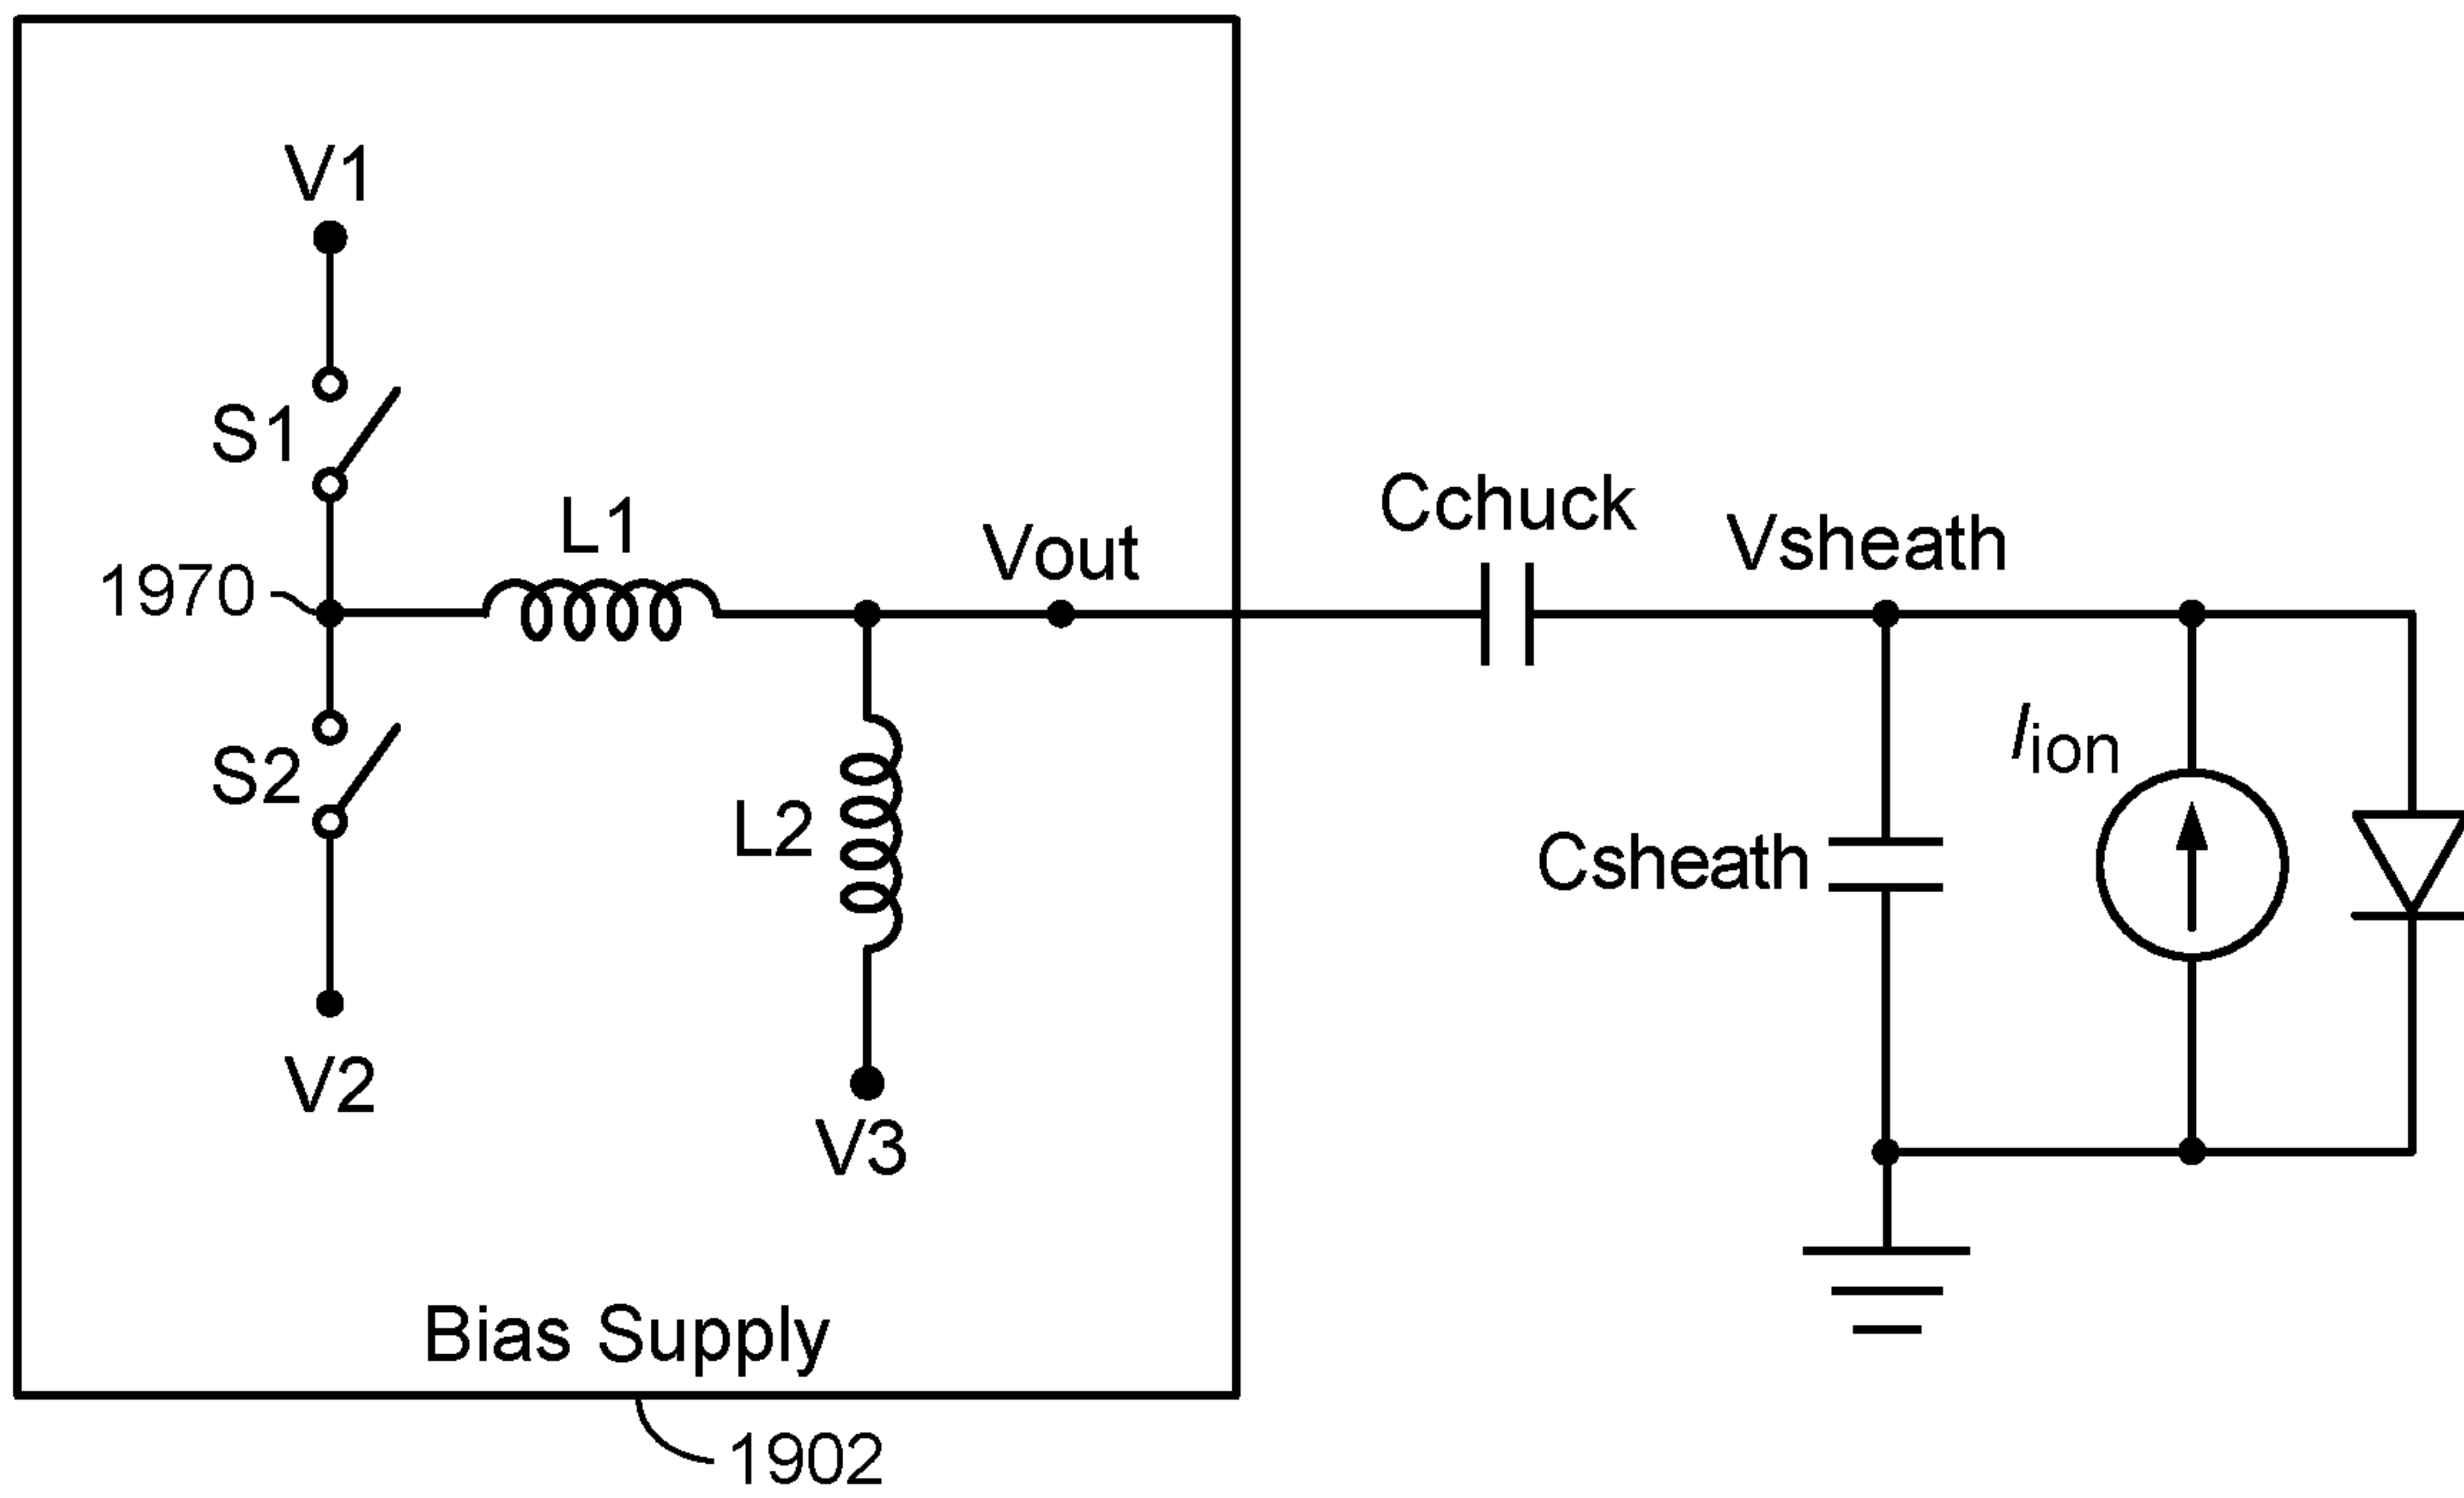 V1
S1
L1
Vout
Cchuck
Vsheath
1970
Iion
S2
L2
Csheath
V2
V3
Bias Supply
1902